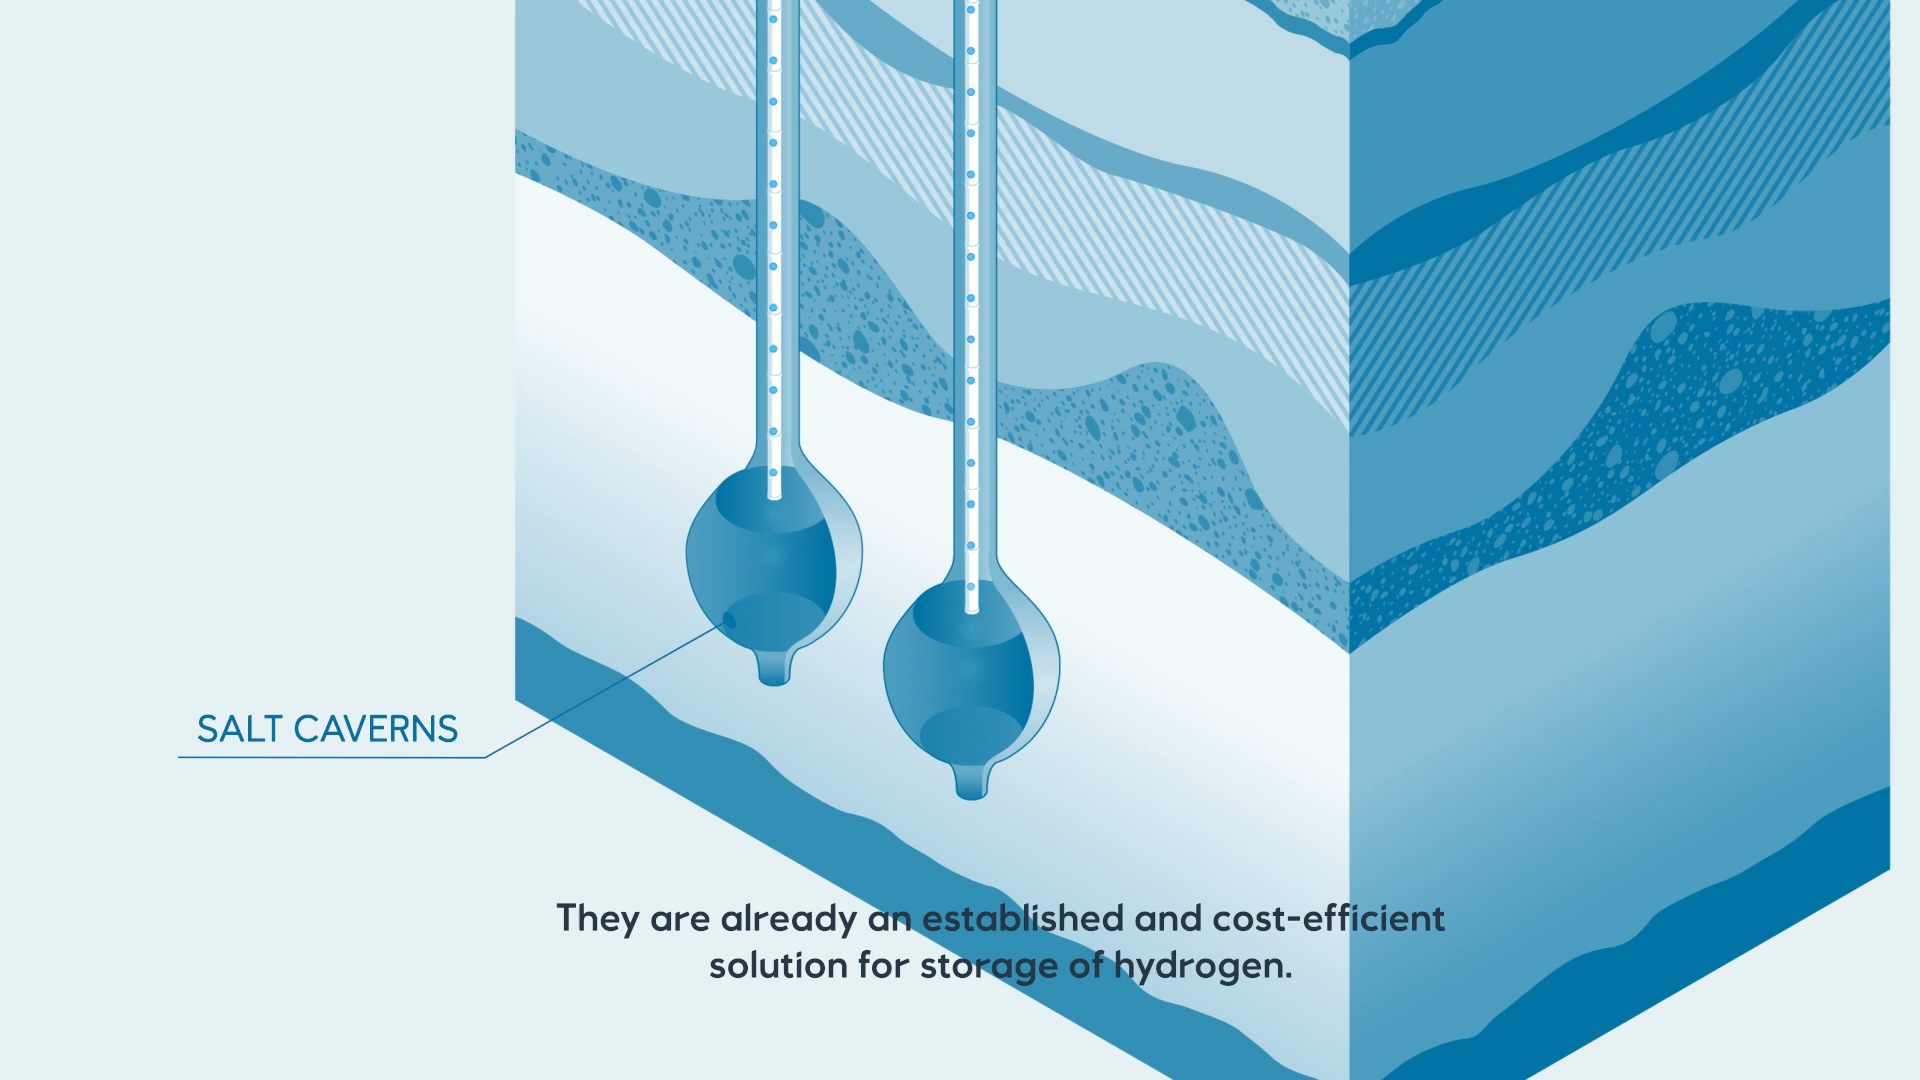 SALT CAVERNS
They are already an established and cost-efficient
solution for storage of hydrogen.